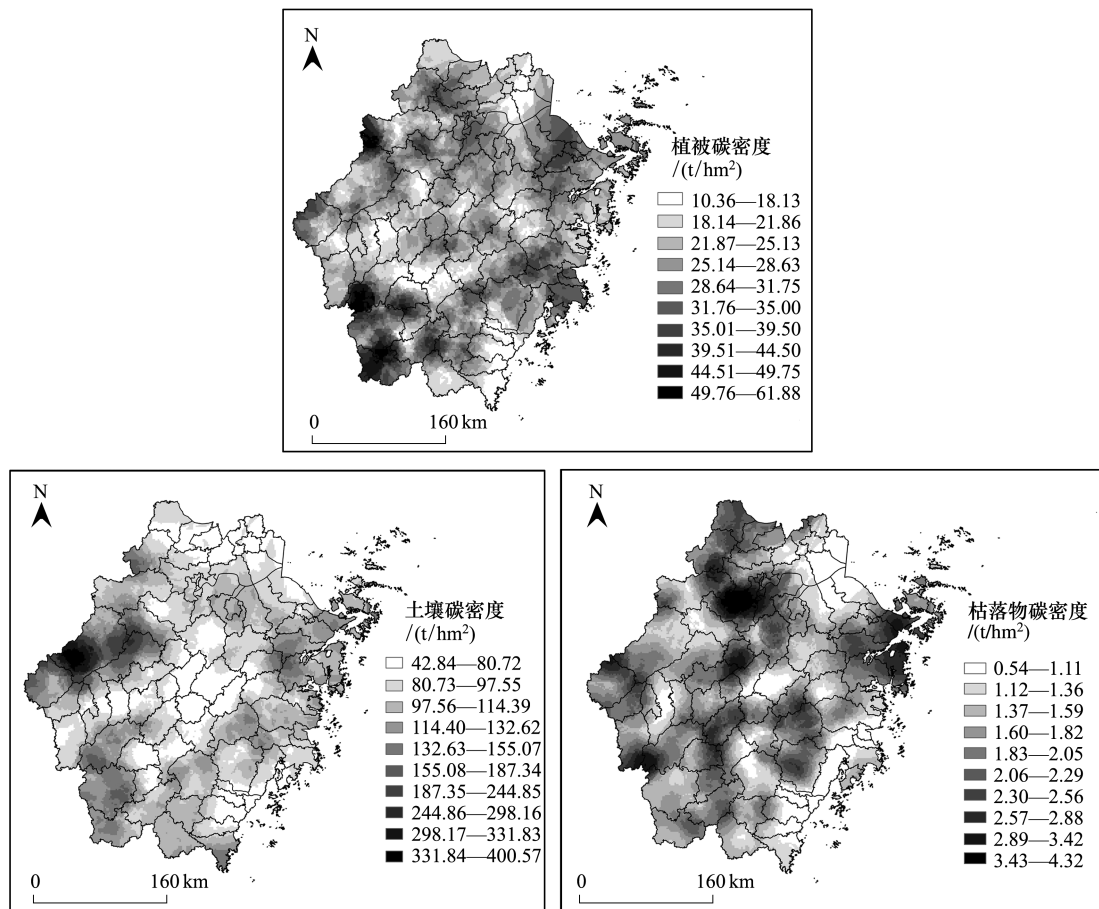 N
植被碳密度
/(t/hm²)
10.36—18.13
18.14—21.86
21.87—25.13
25.14—28.63
28.64—31.75
31.76—35.00
35.01—39.50
39.51—44.50
44.51—49.75
49.76—61.88
0 160 km
N
土壤碳密度
/(t/hm²)
42.84—80.72
80.73—97.55
97.56—114.39
114.40—132.62
132.63—155.07
155.08—187.34
187.35—244.85
244.86—298.16
298.17—331.83
331.84—400.57
0 160 km
N
枯落物碳密度
/(t/hm²)
0.54—1.11
1.12—1.36
1.37—1.59
1.60—1.82
1.83—2.05
2.06—2.29
2.30—2.56
2.57—2.88
2.89—3.42
3.43—4.32
0 160 km